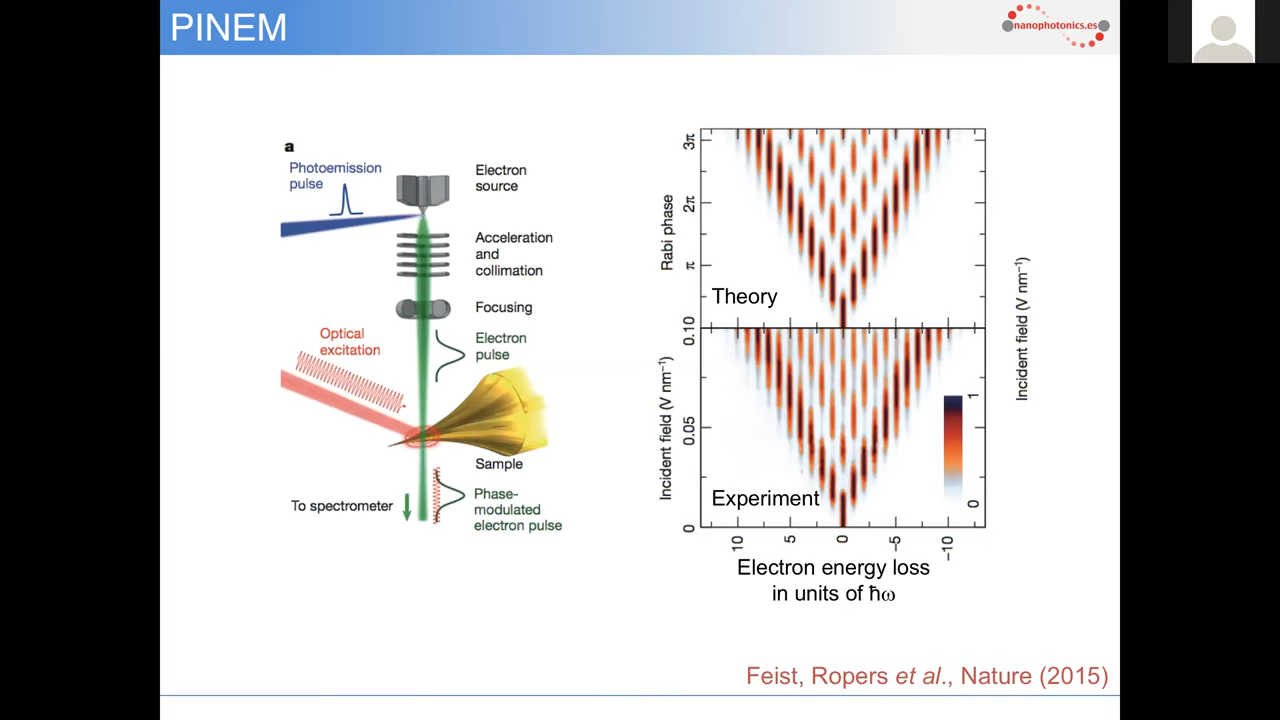 PINEM
nanophotonics.es
a
Photoemission
pulse
Electron
source
Acceleration
and
collimation
Focusing
Optical
excitation
Electron
pulse
Sample
To spectrometer
Phase-
modulated
electron pulse
Rabi phase
3π
2π
π
0
Theory
Incident field (V nm⁻¹)
0.1
0.05
0
Experiment
1
0
Incident field (V nm⁻¹)
10
5
0
-5
-10
Electron energy loss
in units of ħω
Feist, Ropers et al., Nature (2015)